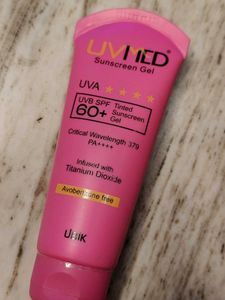 UVMED®
Sunscreen Gel
UVA ★★★★
UVB SPF 60+
Tinted Sunscreen Gel
Critical Wavelength 379
PA++++
Infused with
Titanium Dioxide
Avobenzone free
UBIK